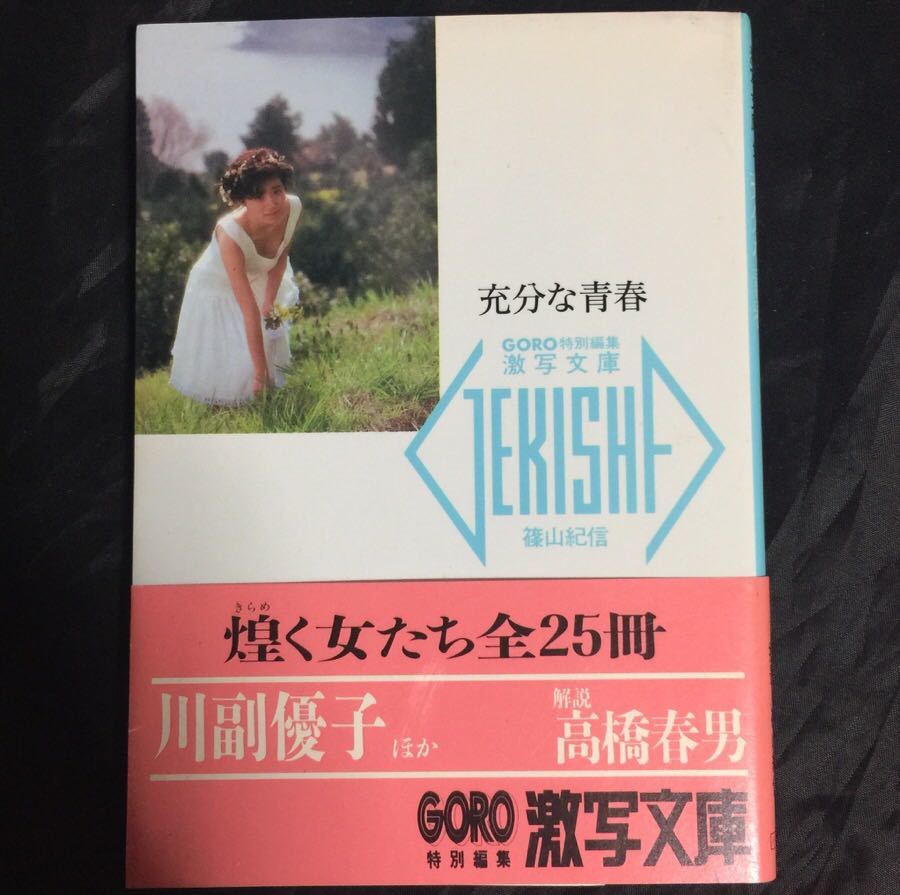 充分な青春
GORO特別編集
激写文庫
GEKISHA
篠山紀信
きらめ
煌く女たち全25冊
川副優子ほか
解説
高橋春男
GORO
特別編集
激写文庫